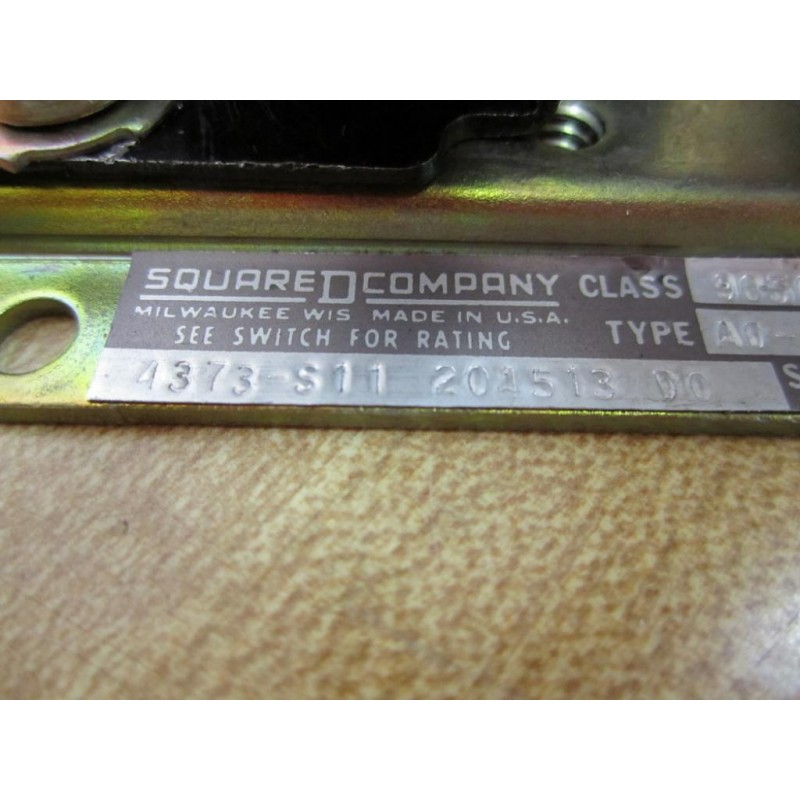 SQUARE D COMPANY CLASS
MILWAUKEE WIS MADE IN U.S.A.
SEE SWITCH FOR RATING TYPE
4373-S11 201513 00